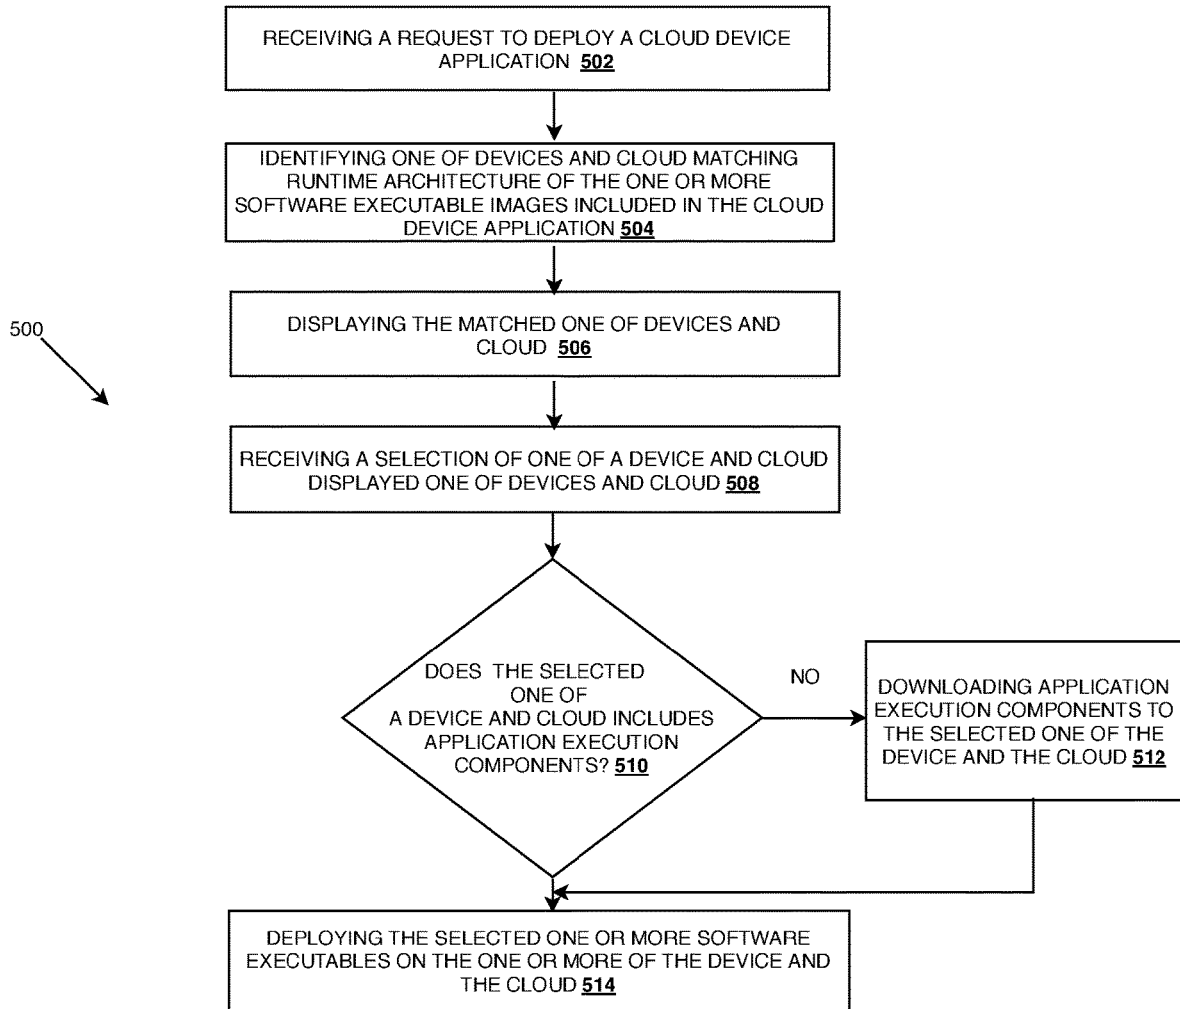 RECEIVING A REQUEST TO DEPLOY A CLOUD DEVICE
APPLICATION 502
IDENTIFYING ONE OF DEVICES AND CLOUD MATCHING
RUNTIME ARCHITECTURE OF THE ONE OR MORE
SOFTWARE EXECUTABLE IMAGES INCLUDED IN THE CLOUD
DEVICE APPLICATION 504
DISPLAYING THE MATCHED ONE OF DEVICES AND
CLOUD 506
500
RECEIVING A SELECTION OF ONE OF A DEVICE AND CLOUD
DISPLAYED ONE OF DEVICES AND CLOUD 508
DOES THE SELECTED
ONE OF
A DEVICE AND CLOUD INCLUDES
APPLICATION EXECUTION
COMPONENTS? 510
NO
DOWNLOADING APPLICATION
EXECUTION COMPONENTS TO
THE SELECTED ONE OF THE
DEVICE AND THE CLOUD 512
DEPLOYING THE SELECTED ONE OR MORE SOFTWARE
EXECUTABLES ON THE ONE OR MORE OF THE DEVICE AND
THE CLOUD 514